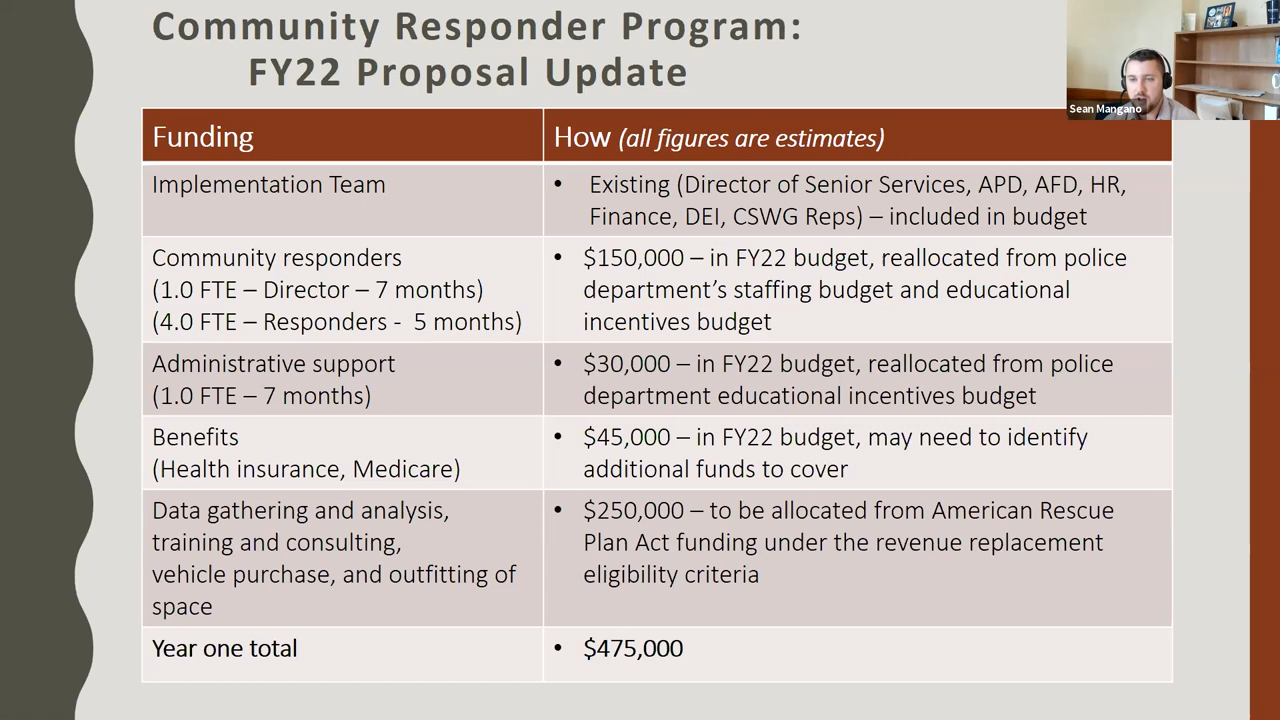 Community Responder Program:
FY22 Proposal Update
Sean Mangano
Funding
How (all figures are estimates)
Implementation Team
• Existing (Director of Senior Services, APD, AFD, HR,
Finance, DEI, CSWG Reps) – included in budget
Community responders
(1.0 FTE – Director – 7 months)
(4.0 FTE – Responders - 5 months)
• $150,000 – in FY22 budget, reallocated from police
department’s staffing budget and educational
incentives budget
Administrative support
(1.0 FTE – 7 months)
• $30,000 – in FY22 budget, reallocated from police
department educational incentives budget
Benefits
(Health insurance, Medicare)
• $45,000 – in FY22 budget, may need to identify
additional funds to cover
Data gathering and analysis,
training and consulting,
vehicle purchase, and outfitting of
space
• $250,000 – to be allocated from American Rescue
Plan Act funding under the revenue replacement
eligibility criteria
Year one total
• $475,000